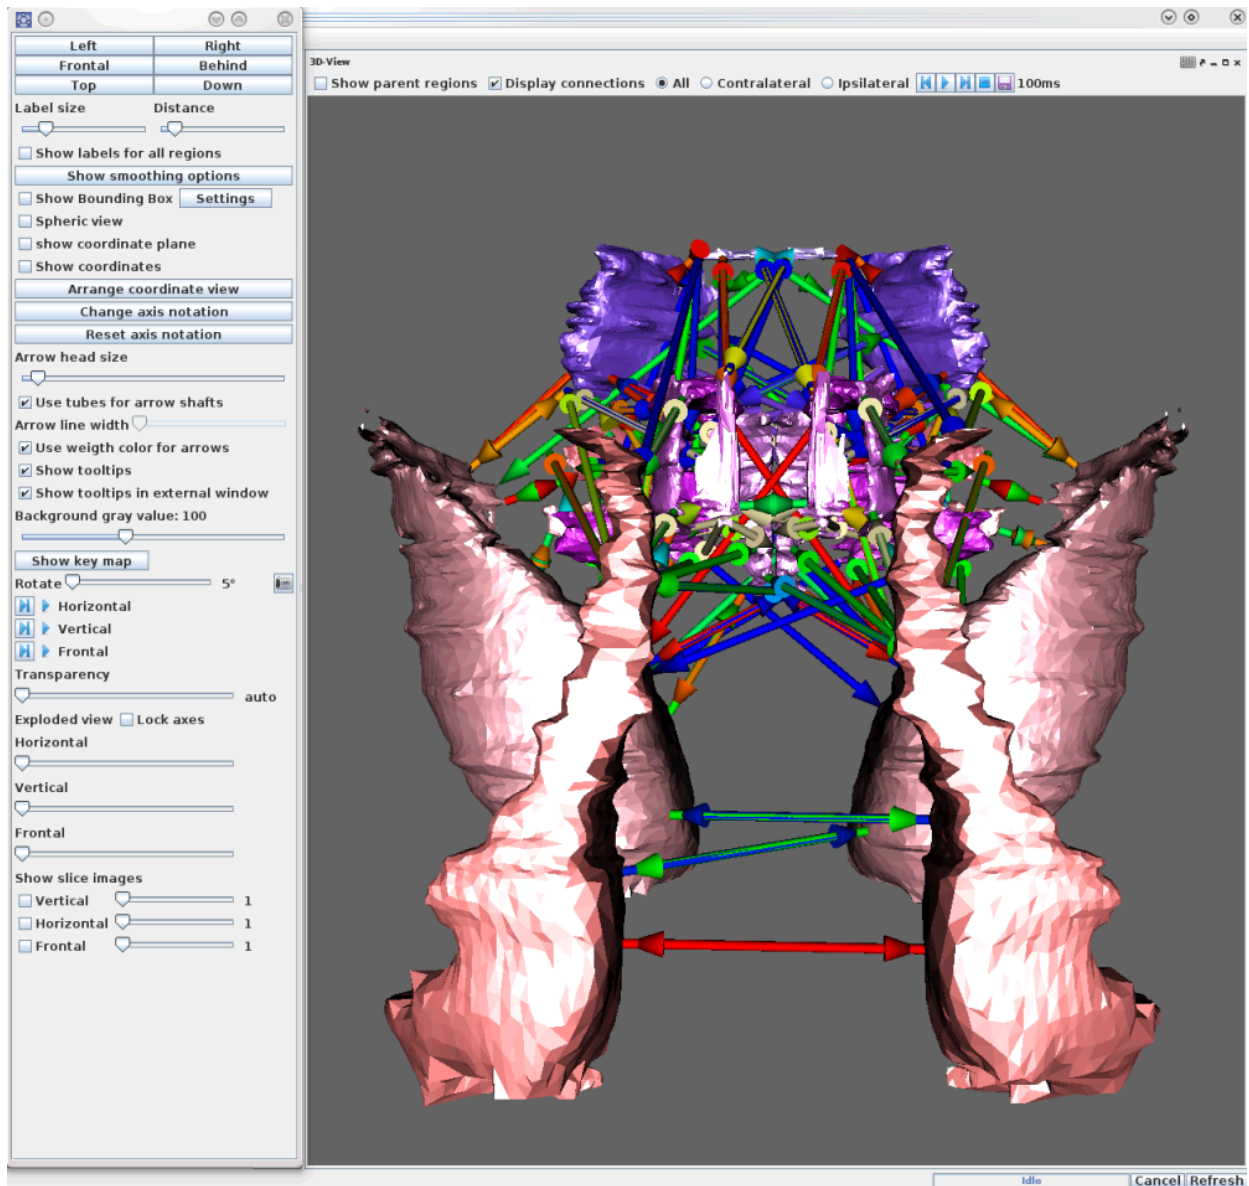 Left Right
Frontal Behind
Top Down
Label size Distance
Show labels for all regions
Show smoothing options
Show Bounding Box Settings
Spheric view
show coordinate plane
Show coordinates
Arrange coordinate view
Change axis notation
Reset axis notation
Arrow head size
Use tubes for arrow shafts
Arrow line width
Use weigth color for arrows
Show tooltips
Show tooltips in external window
Background gray value: 100
Show key map
Rotate 5°
Horizontal
Vertical
Frontal
Transparency
auto
Exploded view Lock axes
Horizontal
Vertical
Frontal
Show slice images
Vertical 1
Horizontal 1
Frontal 1
3D-View
Show parent regions Display connections All Contralateral Ipsilateral 100ms
Idle Cancel Refresh